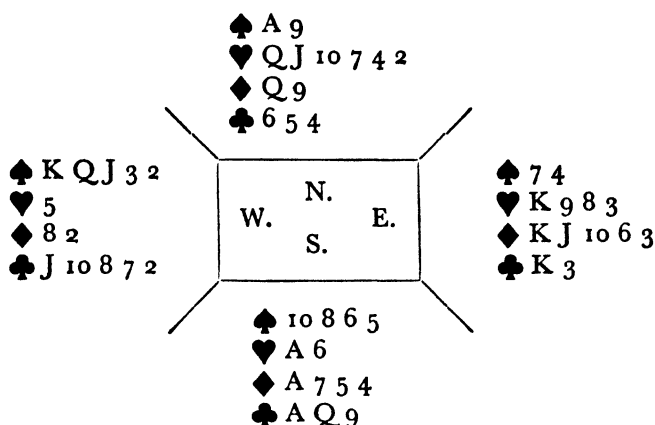 ♠ A 9
♥ Q J 10 7 4 2
♦ Q 9
♣ 6 5 4
♠ K Q J 3 2
♥ 5
♦ 8 2
♣ J 10 8 7 2
N.
W. E.
S.
♠ 7 4
♥ K 9 8 3
♦ K J 10 6 3
♣ K 3
♠ 10 8 6 5
♥ A 6
♦ A 7 5 4
♣ A Q 9